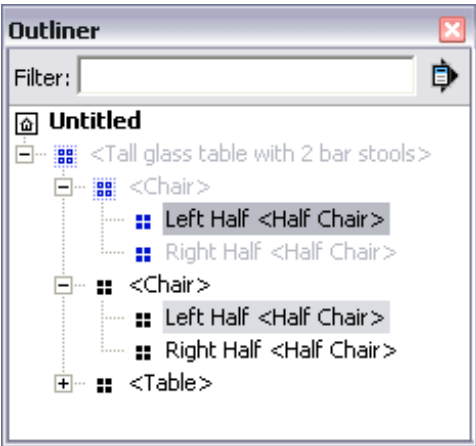 Outliner
Filter:
Untitled
<Tall glass table with 2 bar stools>
<Chair>
Left Half <Half Chair>
Right Half <Half Chair>
<Chair>
Left Half <Half Chair>
Right Half <Half Chair>
<Table>